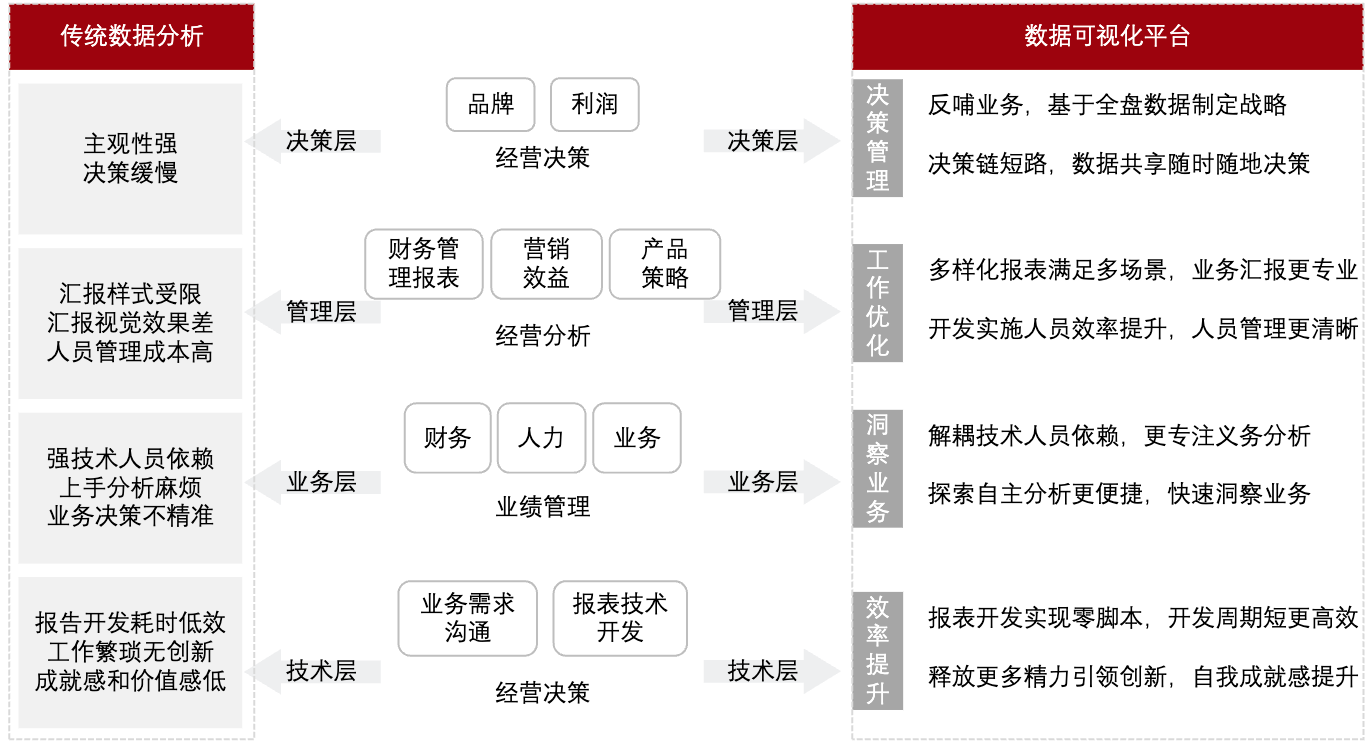 传统数据分析
数据可视化平台
主观性强
决策缓慢
决策层
品牌
利润
经营决策
决策层
决策管理
反哺业务，基于全盘数据制定战略
决策链短路，数据共享随时随地决策
汇报样式受限
汇报视觉效果差
人员管理成本高
管理层
财务管
理报表
营销
效益
产品
策略
经营分析
管理层
工作优化
多样化报表满足多场景，业务汇报更专业
开发实施人员效率提升，人员管理更清晰
强技术人员依赖
上手分析麻烦
业务决策不精准
业务层
财务
人力
业务
业绩管理
业务层
洞察业务
解耦技术人员依赖，更专注义务分析
探索自主分析更便捷，快速洞察业务
报告开发耗时低效
工作繁琐无创新
成就感和价值感低
技术层
业务需求
沟通
报表技术
开发
经营决策
技术层
效率提升
报表开发实现零脚本，开发周期短更高效
释放更多精力引领创新，自我成就感提升